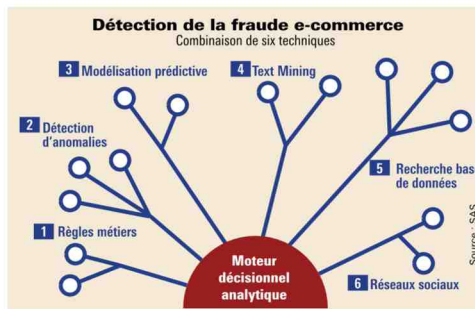 Détection de la fraude e-commerce
Combinaison de six techniques
3 Modélisation prédictive
4 Text Mining
2 Détection
d'anomalies
5 Recherche bas
de données
1 Règles métiers
Moteur
décisionnel
analytique
6 Réseaux sociaux
Source : SAS